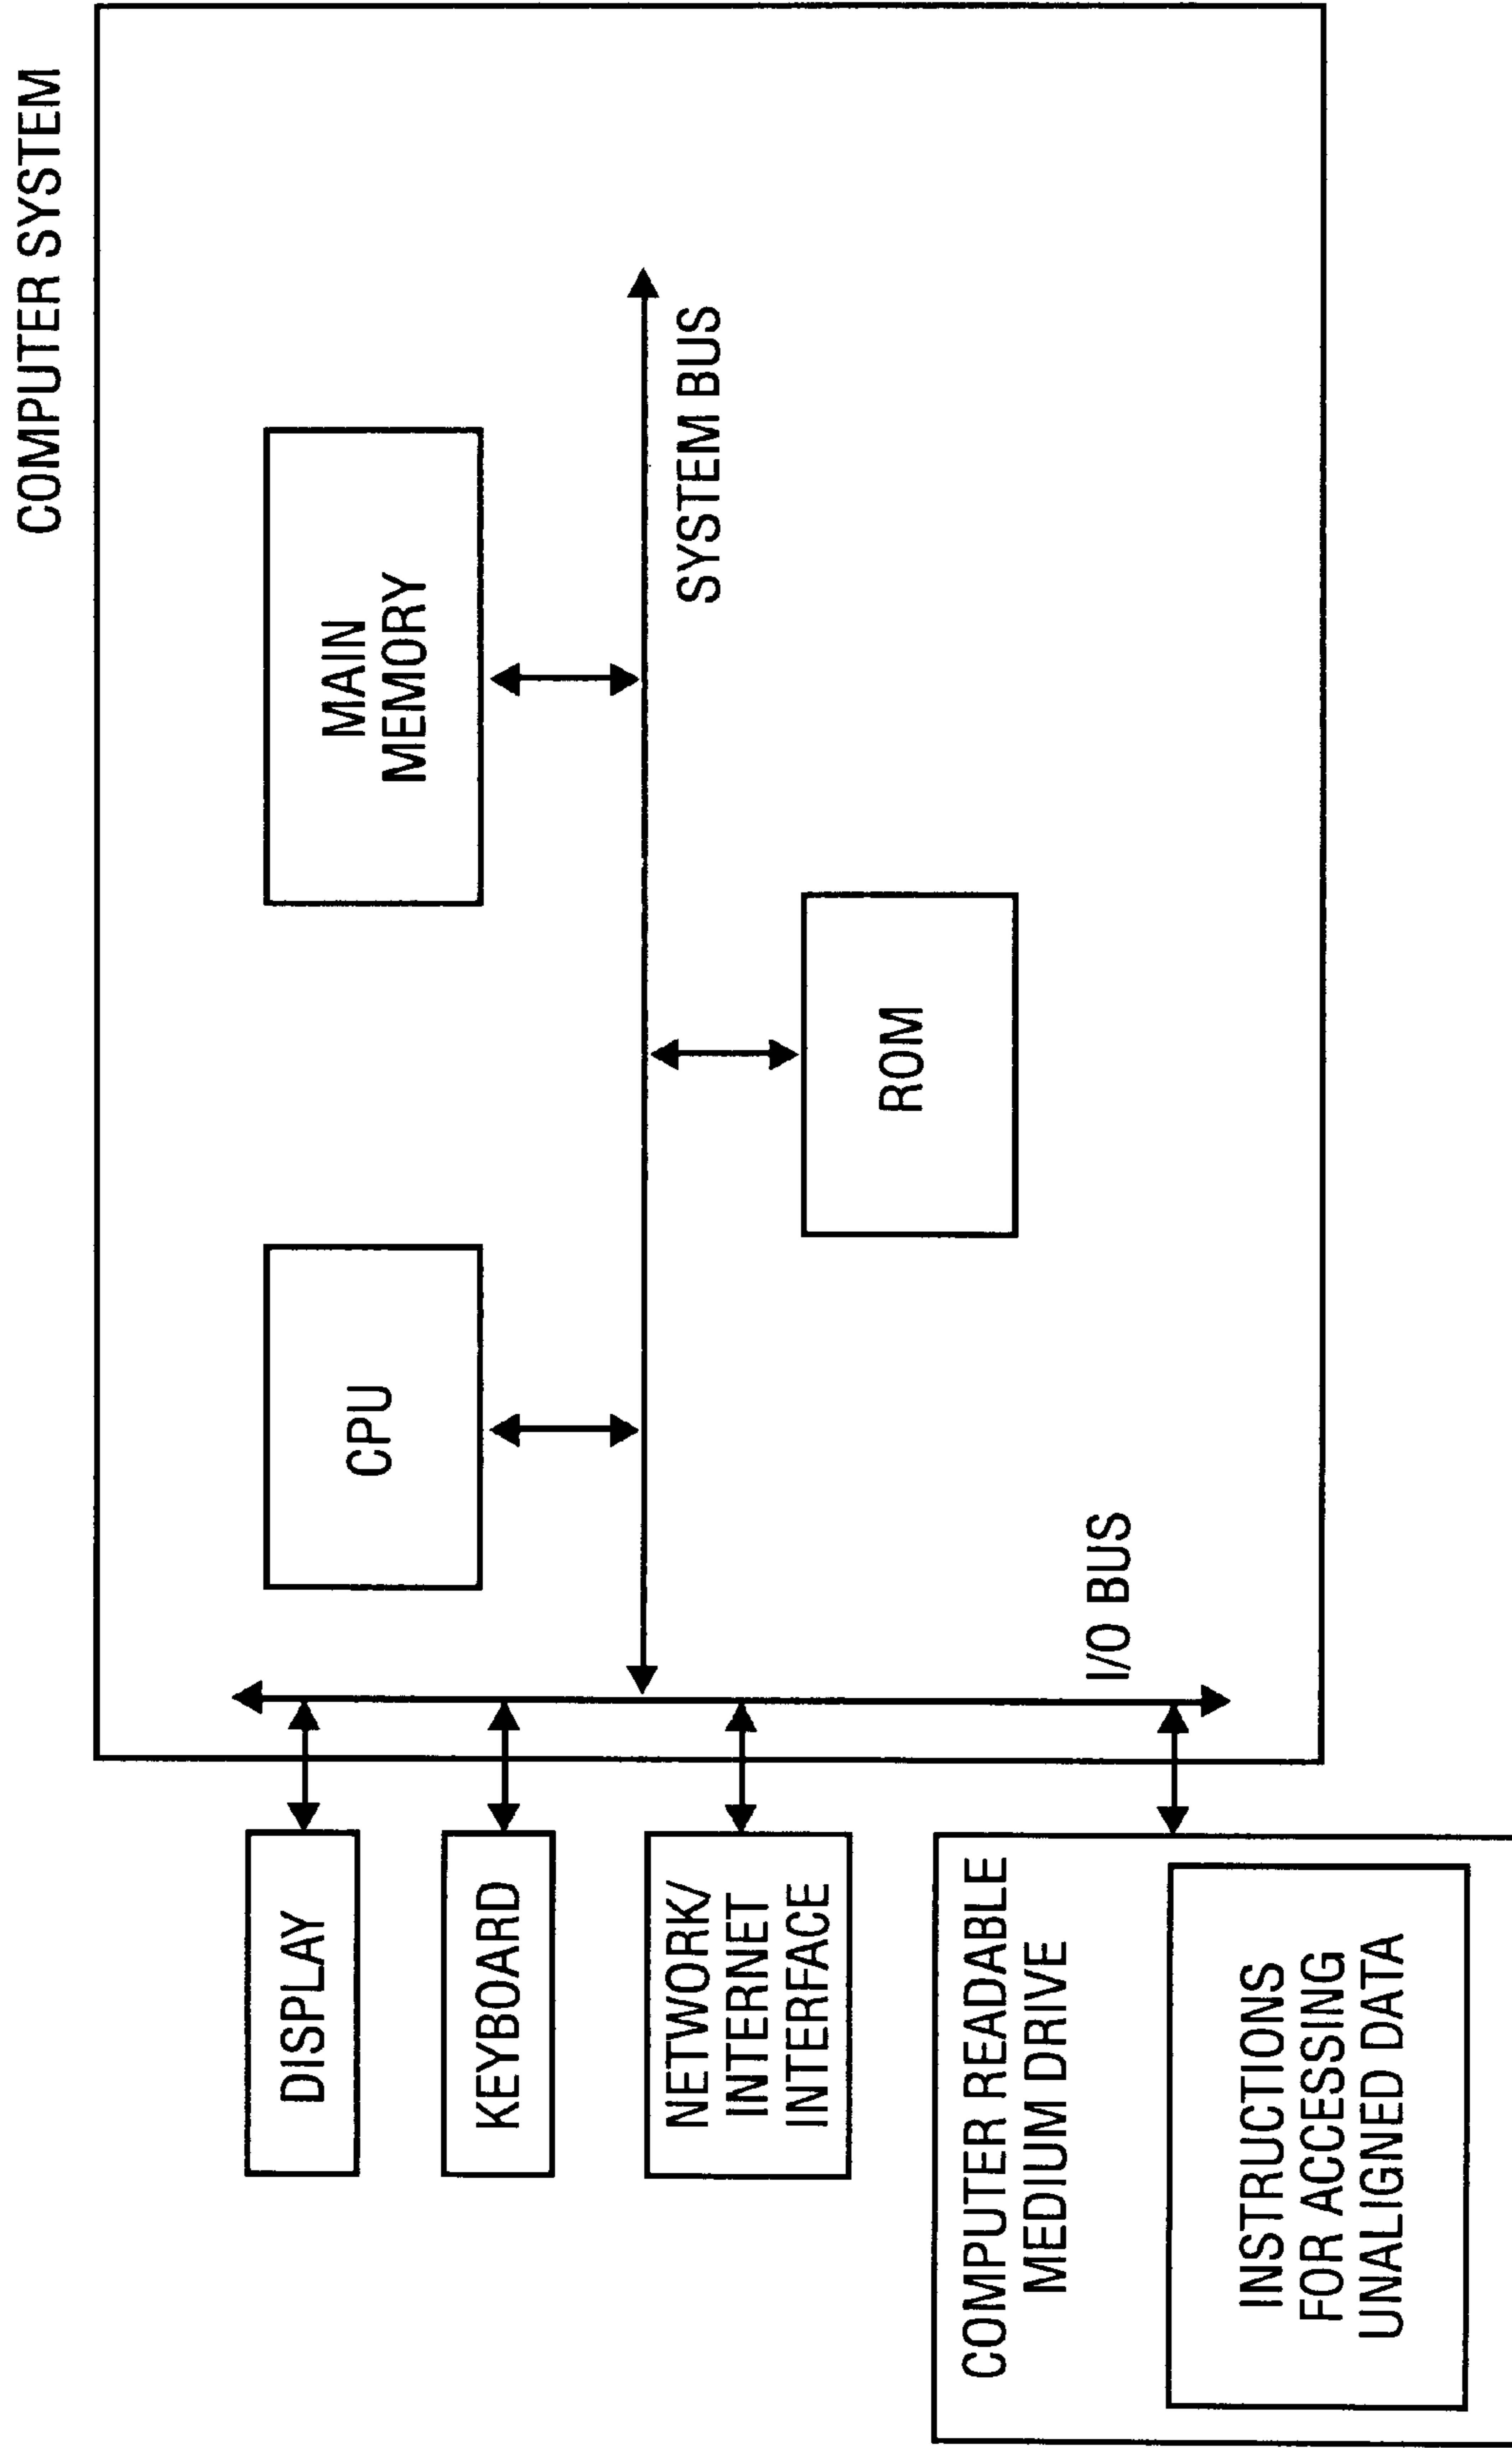 COMPUTER SYSTEM
DISPLAY
KEYBOARD
NETWORK/
INTERNET
INTERFACE
COMPUTER READABLE
MEDIUM DRIVE
INSTRUCTIONS
FOR ACCESSING
UNALIGNED DATA
CPU
MAIN
MEMORY
SYSTEM BUS
ROM
I/O BUS